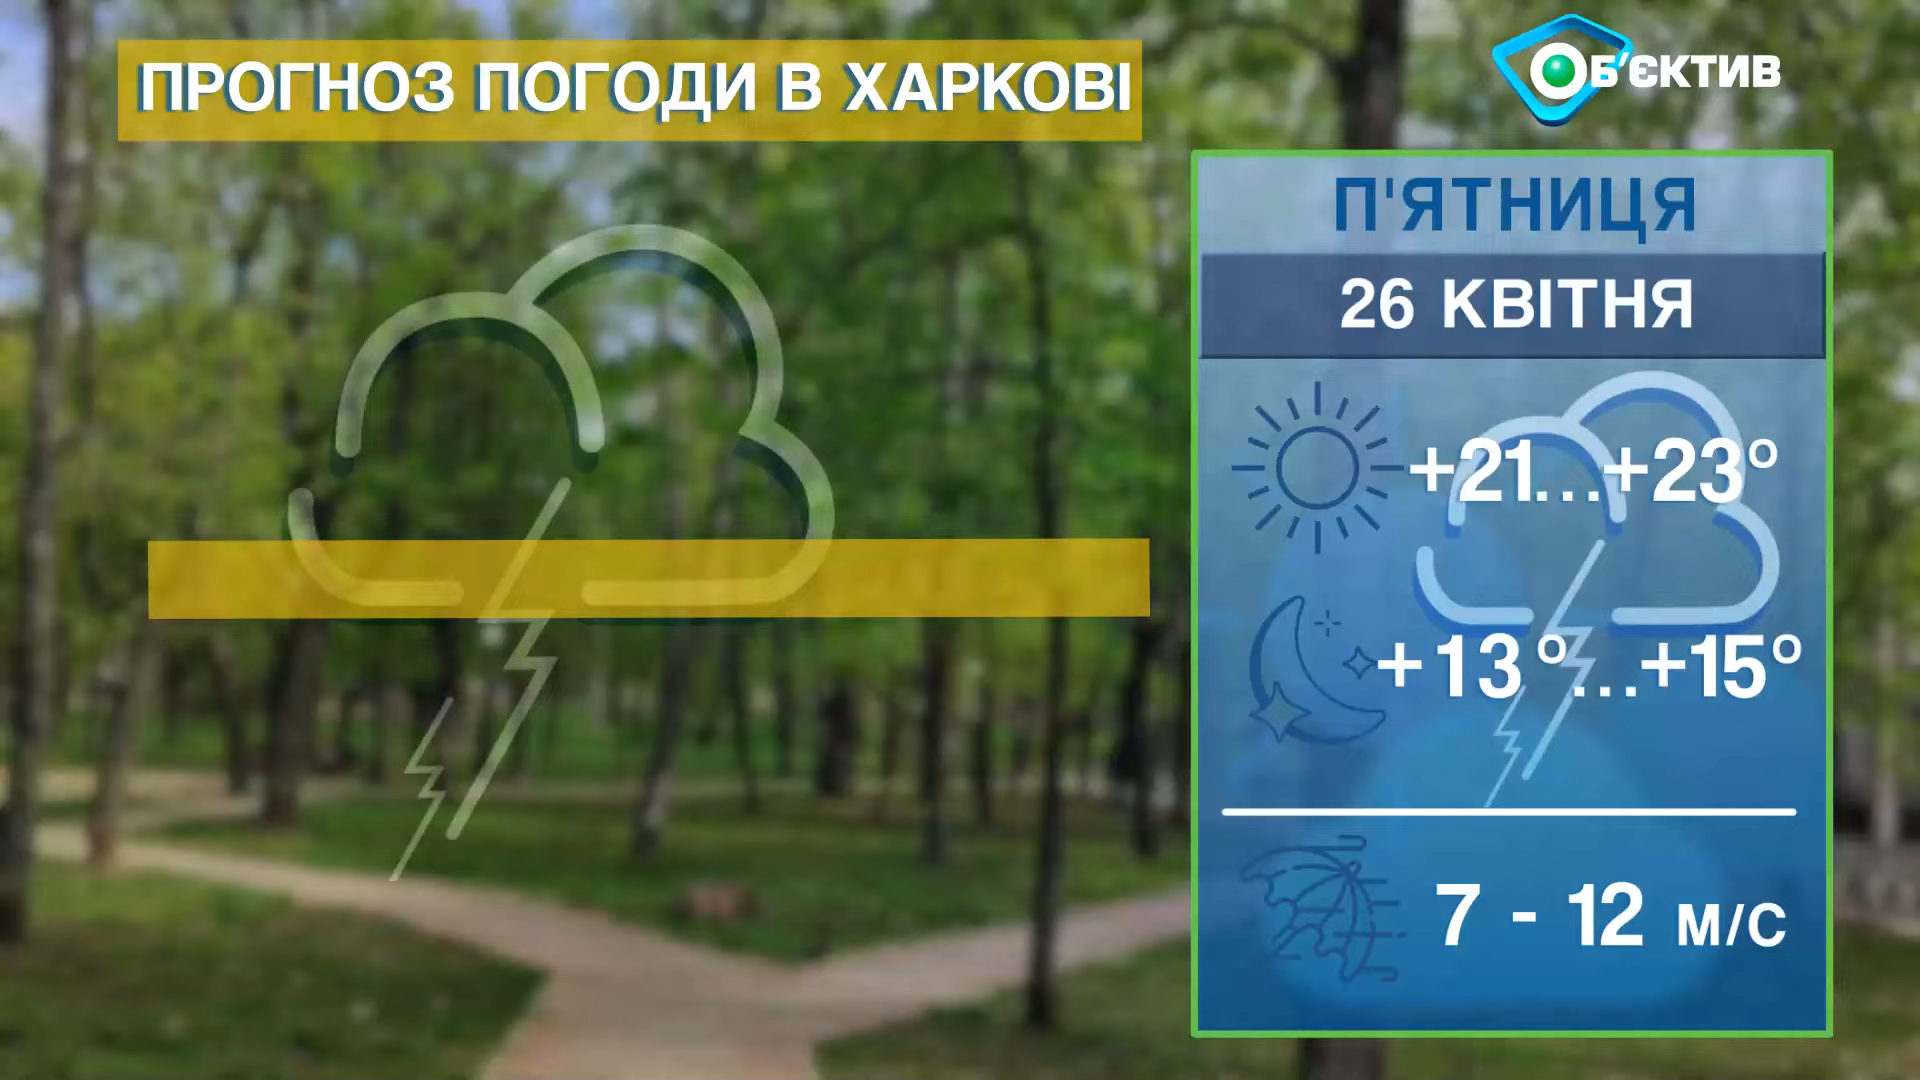 ПРОГНОЗ ПОГОДИ В ХАРКОВІ
ОБ'ЄКТИВ
П'ЯТНИЦЯ
26 КВІТНЯ
+21...+23°
+13°...+15°
7 - 12 М/С